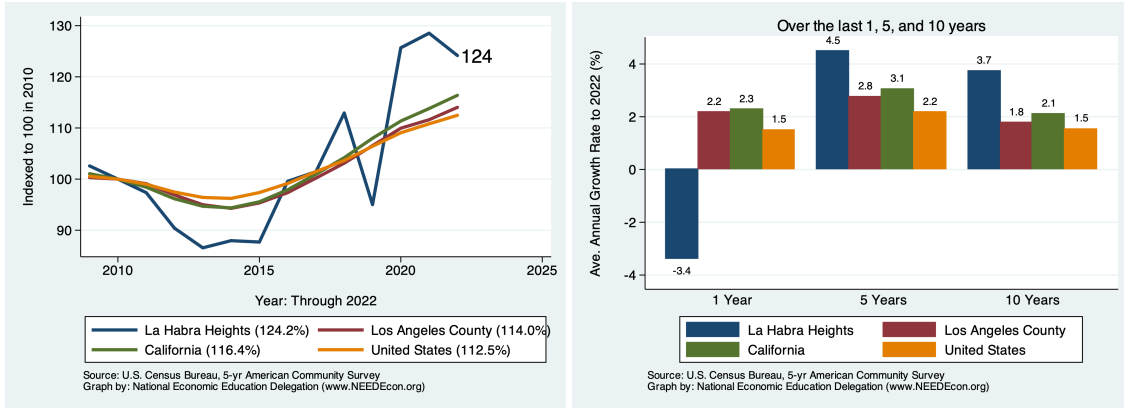 130
120
110
100
90
Indexed to 100 in 2010
124
2010
2015
2020
2025
Year: Through 2022
La Habra Heights (124.2%)
Los Angeles County (114.0%)
California (116.4%)
United States (112.5%)
Source: U.S. Census Bureau, 5-yr American Community Survey
Graph by: National Economic Education Delegation (www.NEEDEcon.org)
Over the last 1, 5, and 10 years
4
2
0
-2
-4
Ave. Annual Growth Rate to 2022 (%)
-3.4
2.2
2.3
1.5
4.5
2.8
3.1
2.2
3.7
1.8
2.1
1.5
1 Year
5 Years
10 Years
La Habra Heights
Los Angeles County
California
United States
Source: U.S. Census Bureau, 5-yr American Community Survey
Graph by: National Economic Education Delegation (www.NEEDEcon.org)